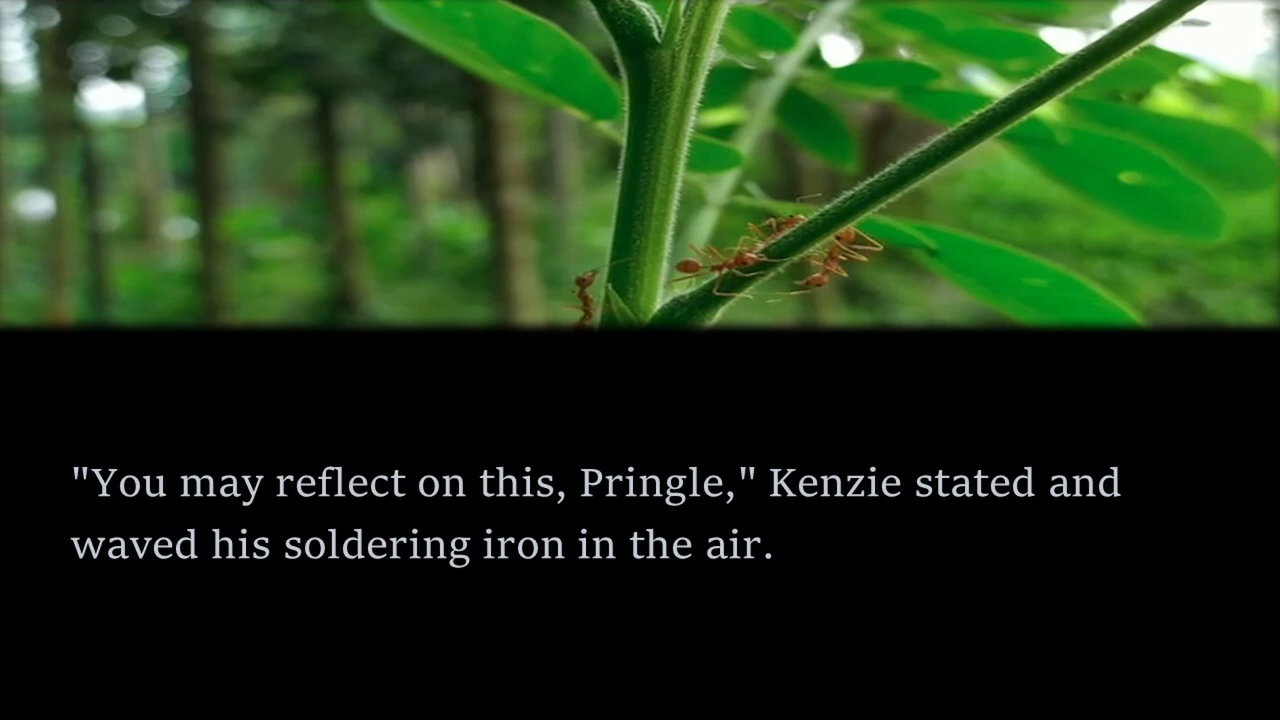 "You may reflect on this, Pringle," Kenzie stated and
waved his soldering iron in the air.